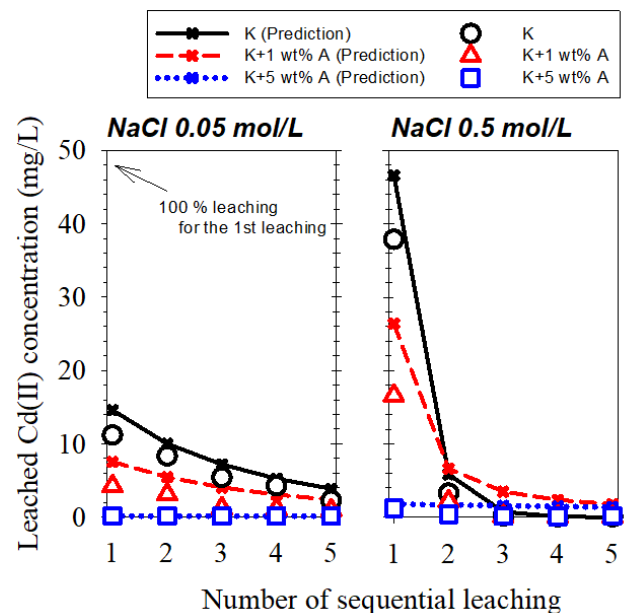 K (Prediction)
K
K+1 wt% A (Prediction)
K+1 wt% A
K+5 wt% A (Prediction)
K+5 wt% A
NaCl 0.05 mol/L
NaCl 0.5 mol/L
Leached Cd(II) concentration (mg/L)
50
40
30
20
10
0
100 % leaching
for the 1st leaching
1 2 3 4 5
1 2 3 4 5
Number of sequential leaching